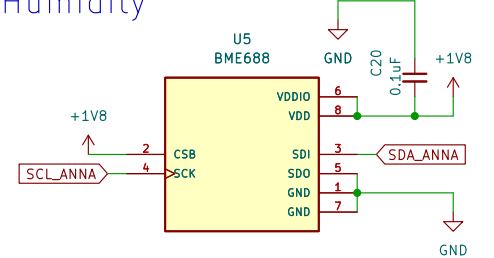 Humidity
U5
BME688
GND
C20
0.1uF
+1V8
+1V8
VDDIO 6
VDD 8
2 CSB
SDI 3
SDA_ANNA
SCL_ANNA
4 SCK
SDO 5
GND 1
GND 7
GND